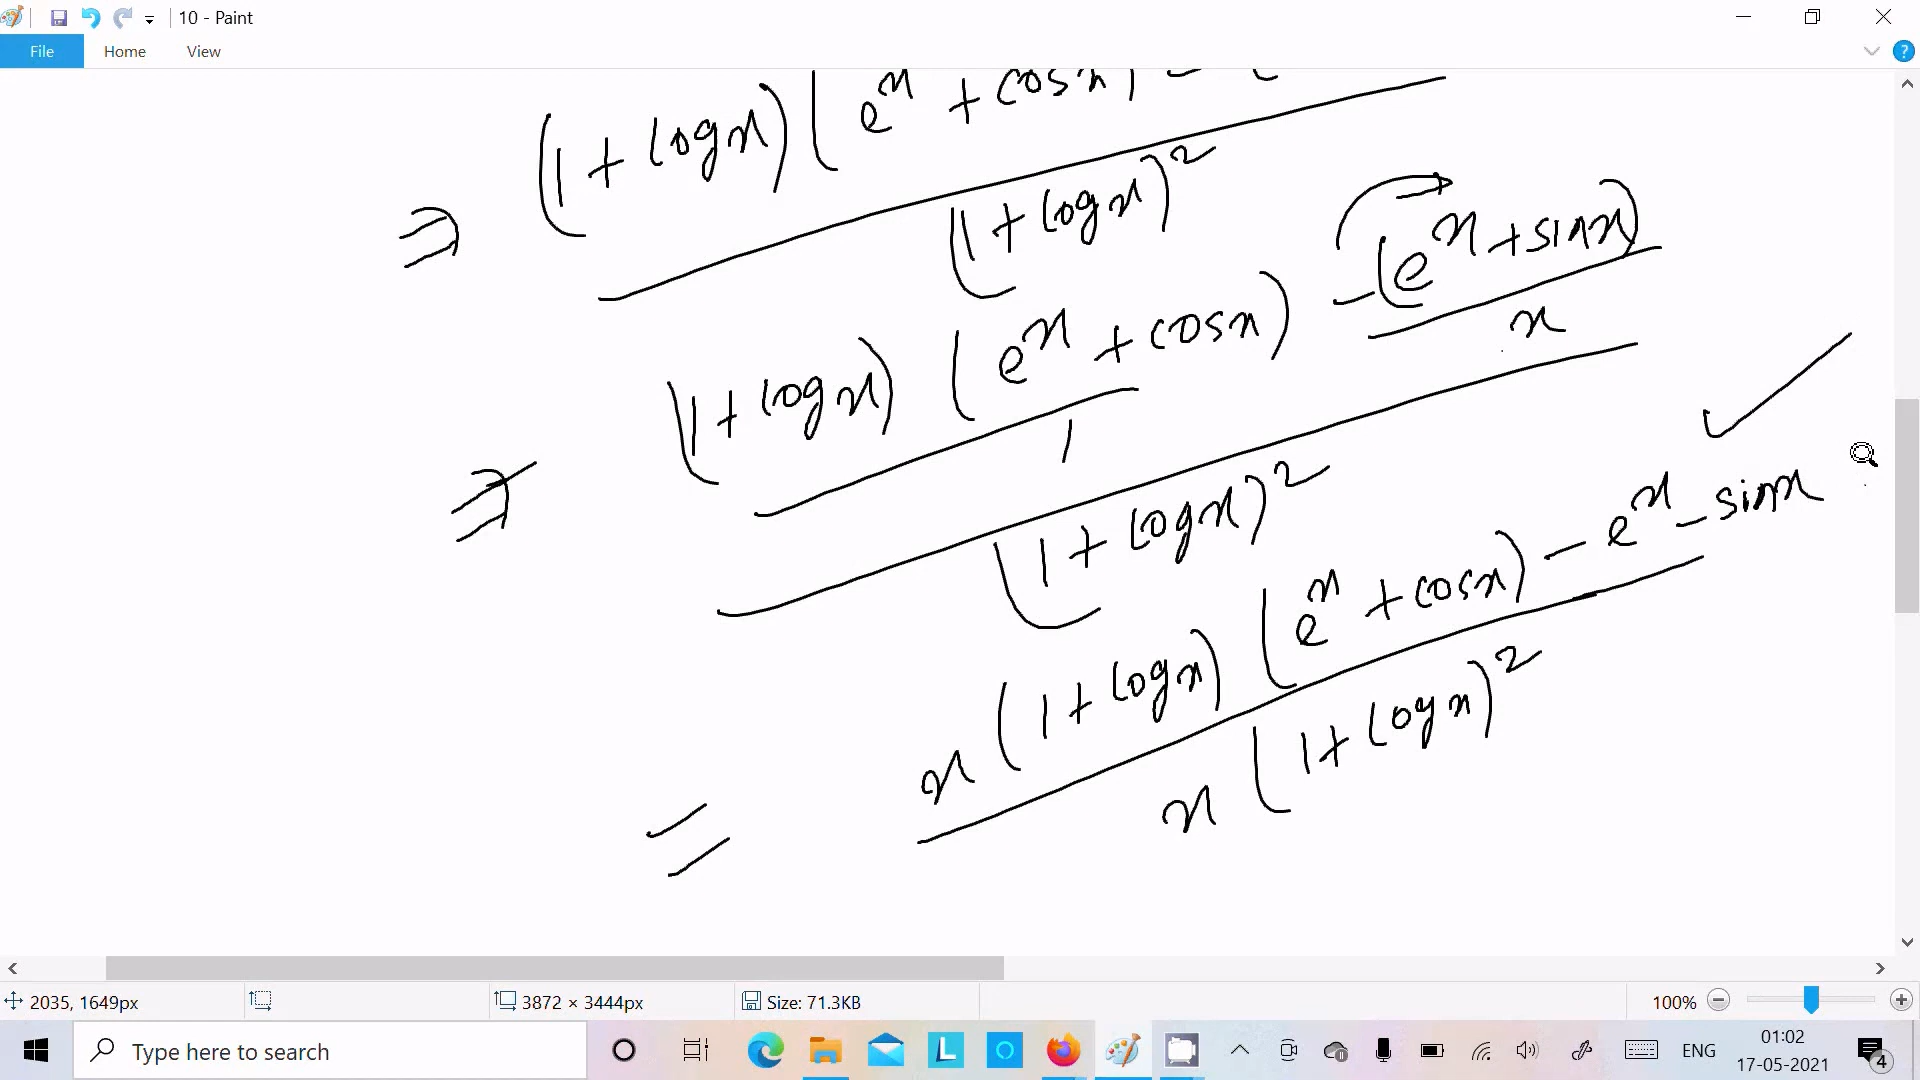 10 - Paint
File Home View
(1 + log x) (e^x + cos x) -
⇒
(1 + log x)^2
(1 + log x) (e^x + cos x) - (e^x + sin x)
1 x
⇒
(1 + log x)^2
x (1 + log x) (e^x + cos x) - e^x - sin x
=
x (1 + log x)^2
2035, 1649px 3872 × 3444px Size: 71.3KB 100%
Type here to search ENG 01:02
17-05-2021 4